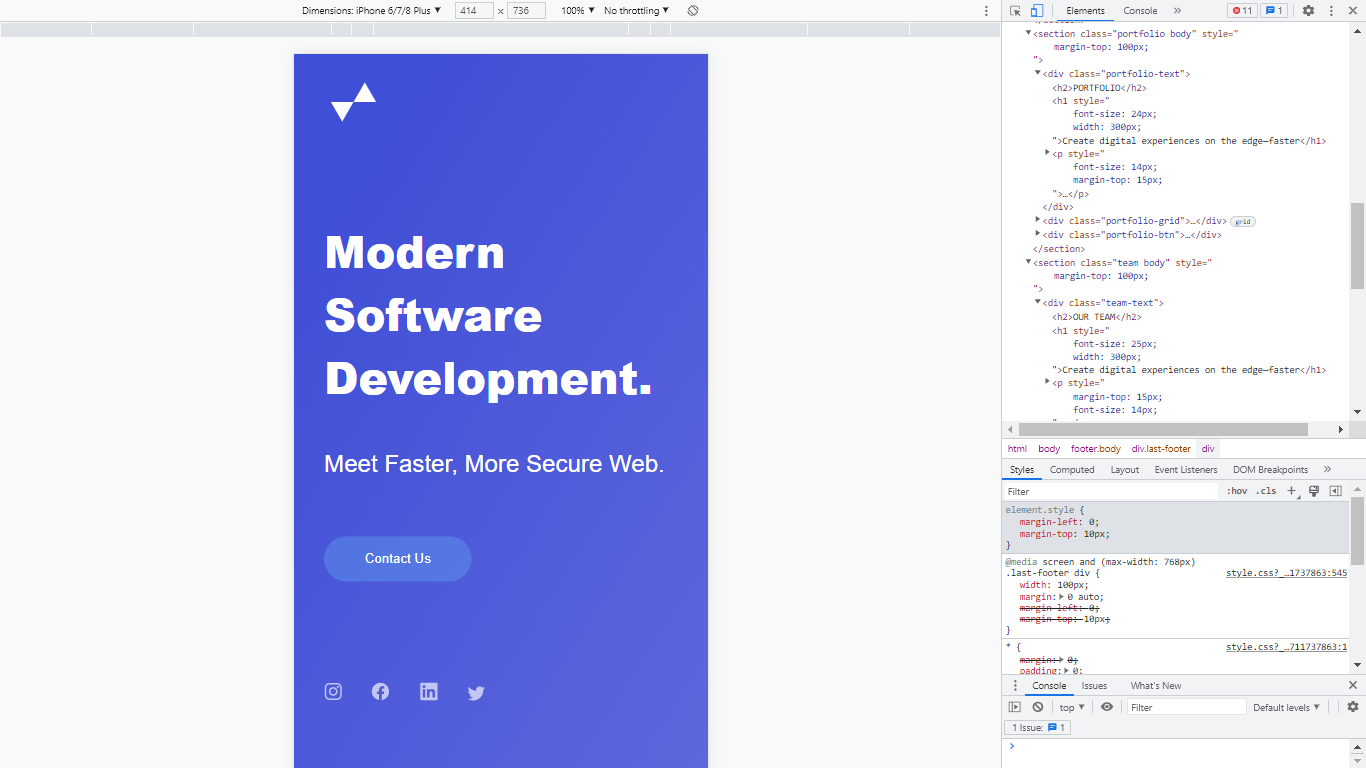 Dimensions: iPhone 6/7/8 Plus ▼ 414 × 736 100% ▼ No throttling ▼
Modern
Software
Development.
Meet Faster, More Secure Web.
Contact Us
Elements Console » 11 1
<section class="portfolio body" style="
margin-top: 100px;
">
<div class="portfolio-text">
<h2>PORTFOLIO</h2>
<h1 style="
font-size: 24px;
width: 300px;
">Create digital experiences on the edge—faster</h1>
<p style="
font-size: 14px;
margin-top: 15px;
">…</p>
</div>
<div class="portfolio-grid">…</div> grid
<div class="portfolio-btn">…</div>
</section>
<section class="team body" style="
margin-top: 100px;
">
<div class="team-text">
<h2>OUR TEAM</h2>
<h1 style="
font-size: 25px;
width: 300px;
">Create digital experiences on the edge—faster</h1>
<p style="
margin-top: 15px;
font-size: 14px;
html body footer.body div.last-footer div
Styles Computed Layout Event Listeners DOM Breakpoints »
Filter :hov .cls +
element.style {
margin-left: 0;
margin-top: 10px;
}
@media screen and (max-width: 768px)
.last-footer div { style.css?_…1737863:545
width: 100px;
margin: 0 auto;
margin-left: 0;
margin-top: 10px;
}
* { style.css?_…711737863:1
margin: 0;
padding: 0;
Console Issues What's New
top ▼ Filter Default levels ▼
1 Issue: 1